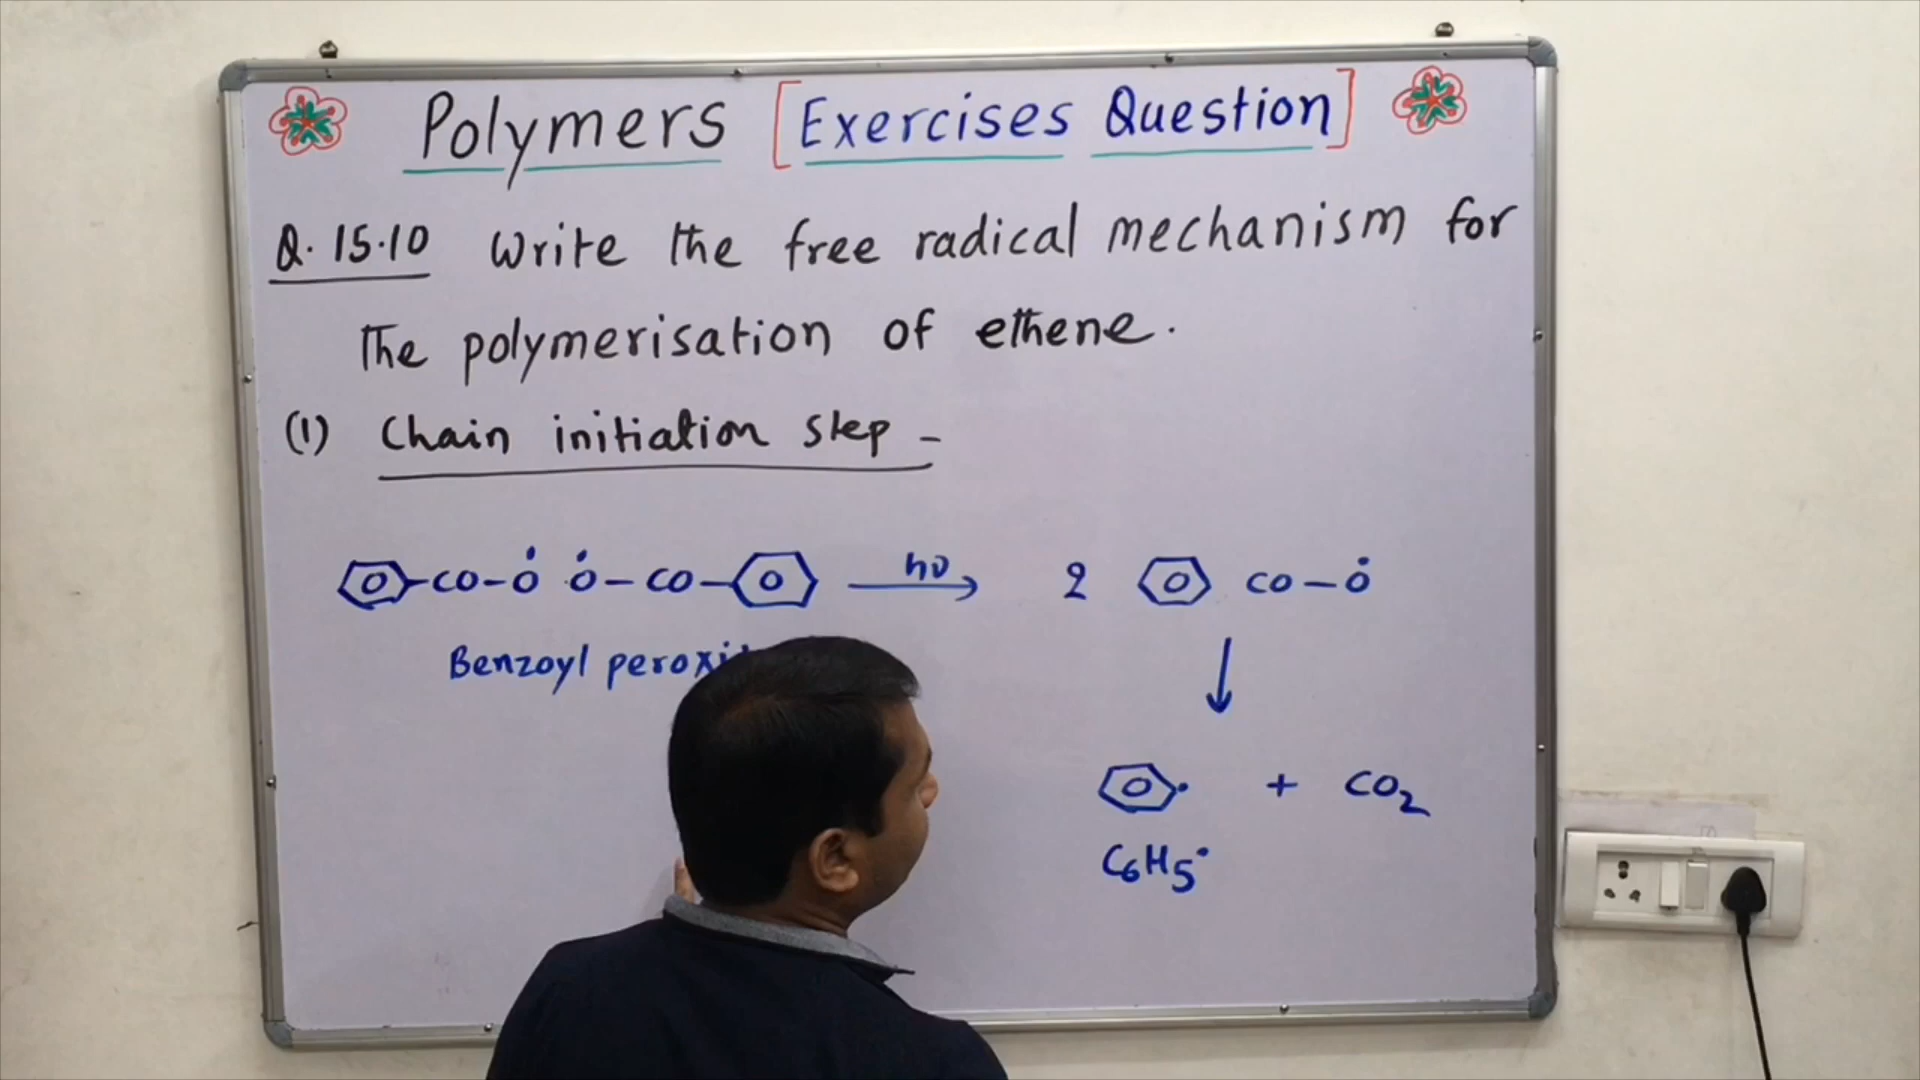 Polymers [Exercises Question]
Q. 15.10 Write the free radical mechanism for
the polymerisation of ethene.
(1) Chain initiation step -
CO-Ȯ Ȯ-CO hν 2 CO-Ȯ
Benzoyl
· + CO2
C6H5·